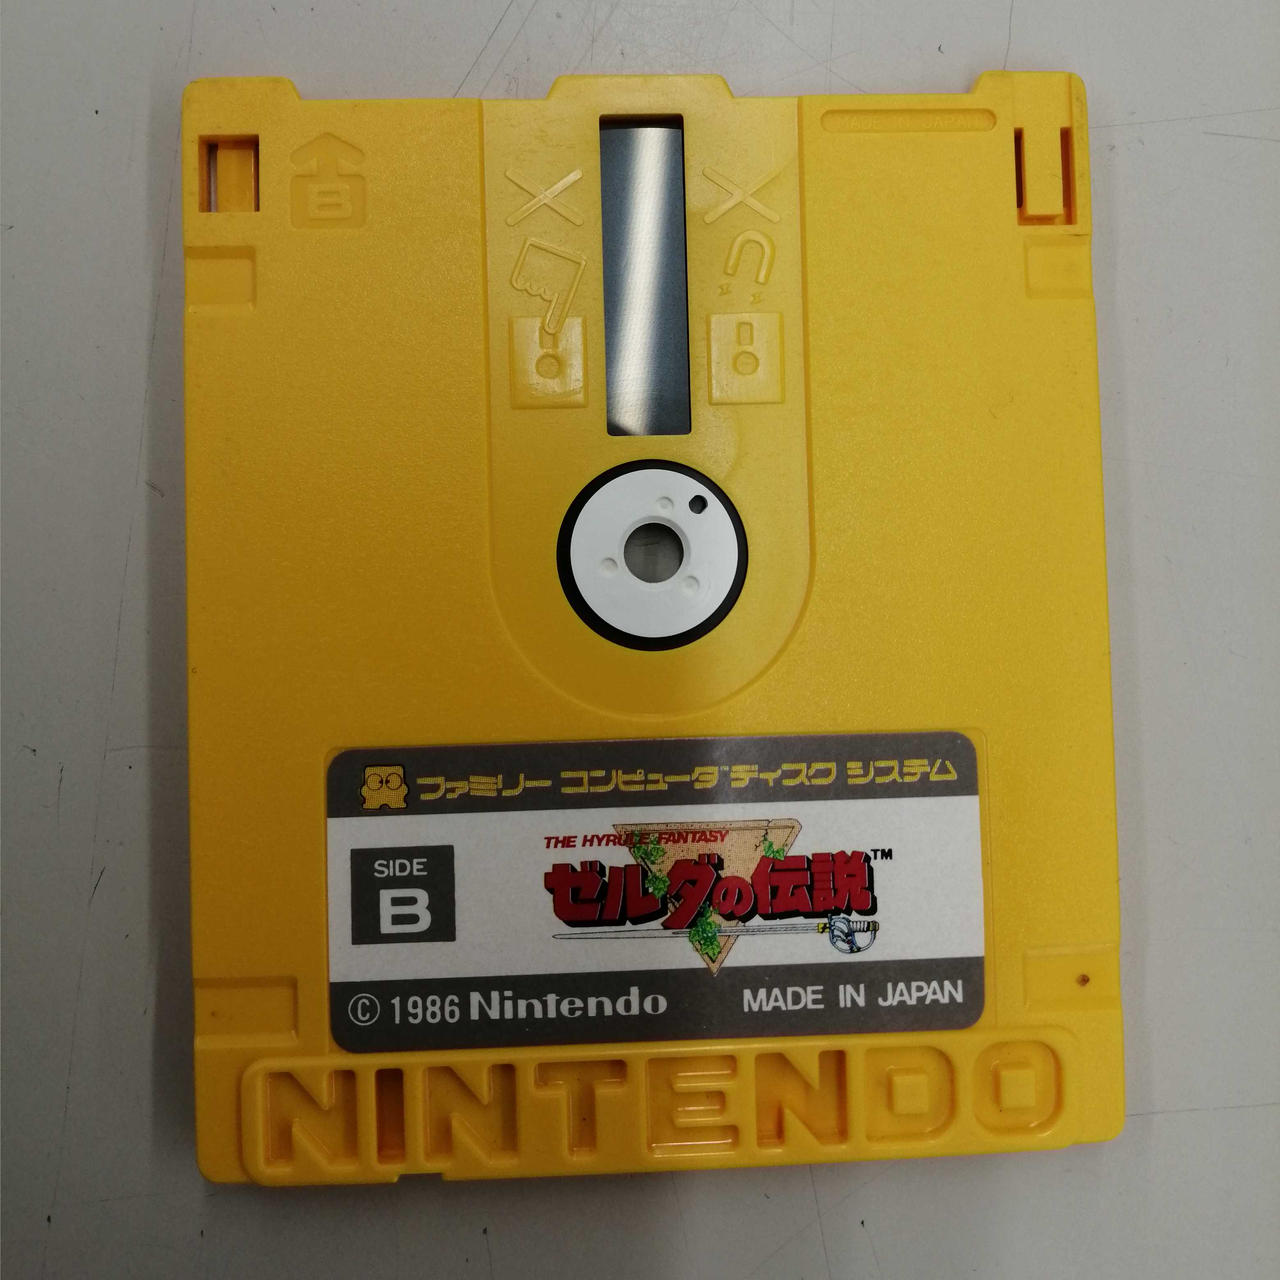 MADE IN JAPAN
B
ファミリー コンピュータ™ ディスク システム
THE HYRULE FANTASY
ゼルダの伝説™
SIDE
B
© 1986 Nintendo MADE IN JAPAN
NINTENDO